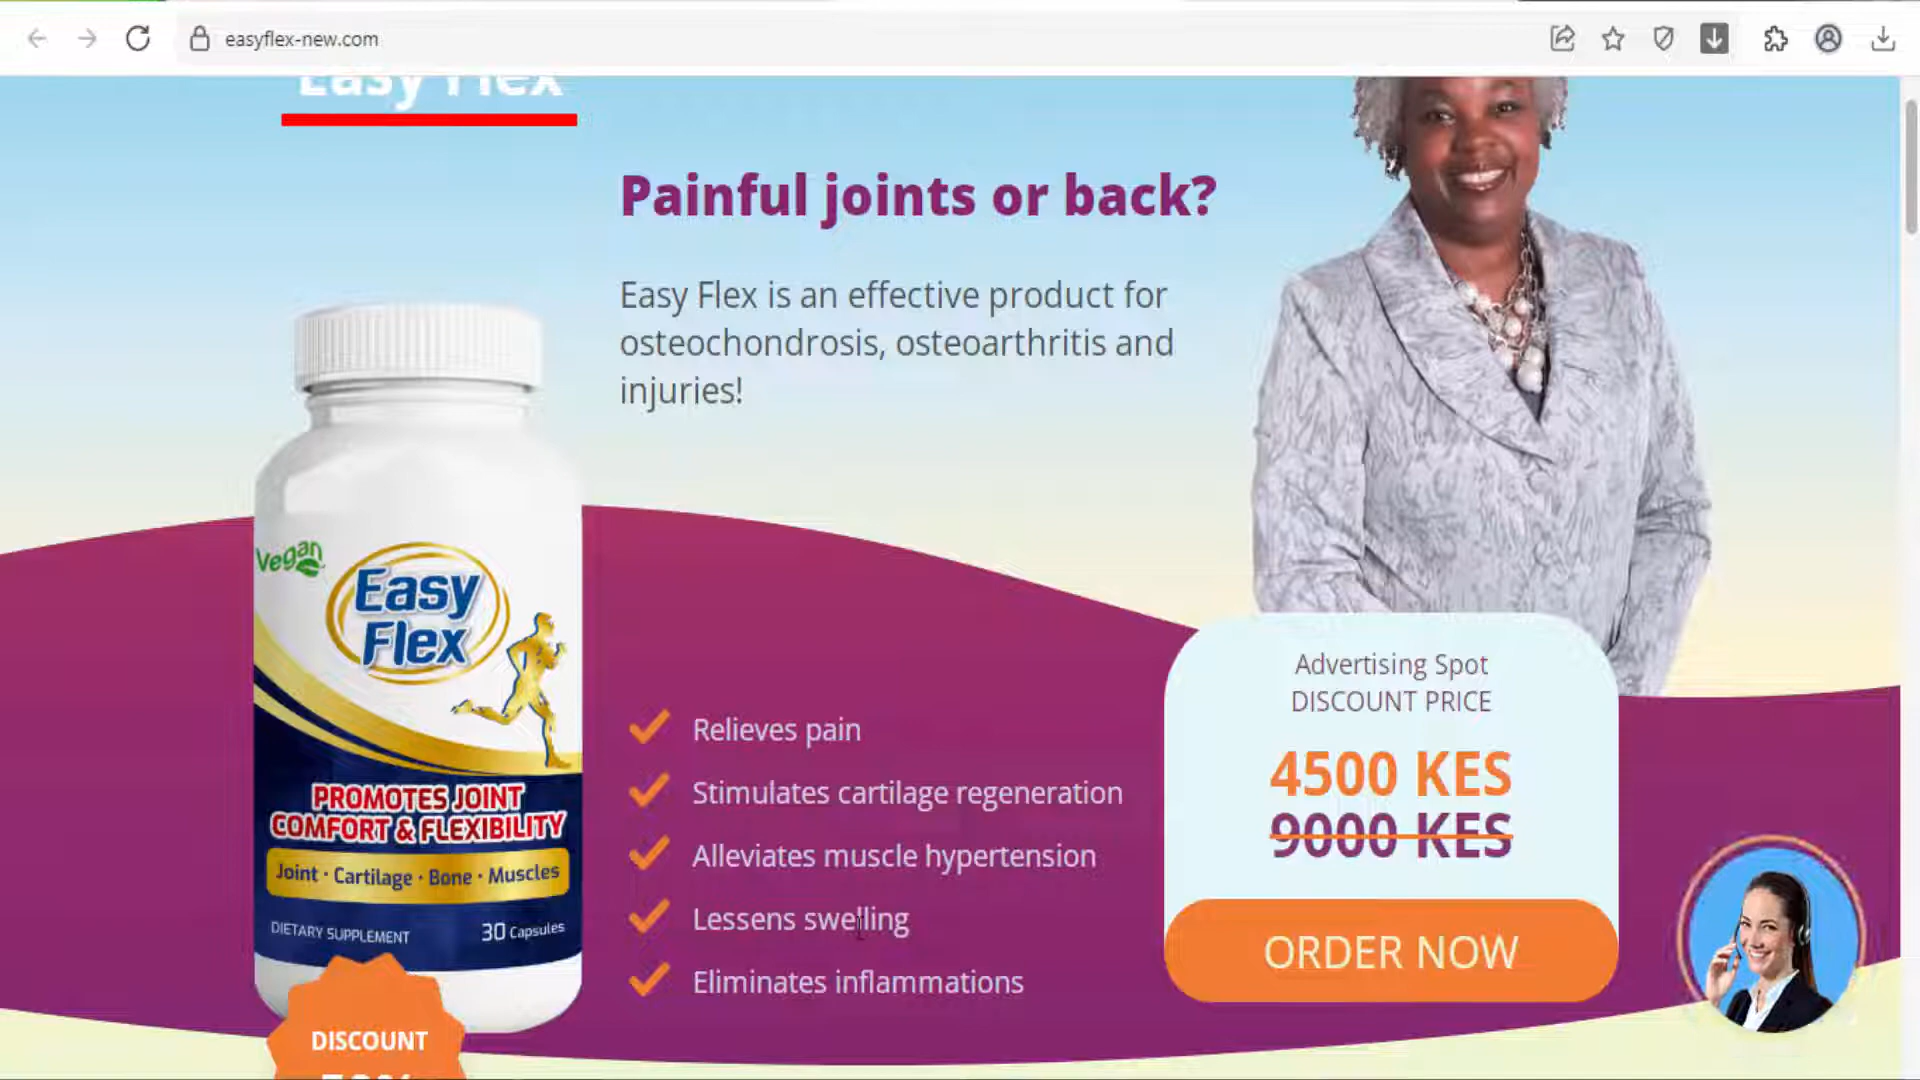 easyflex-new.com
Easy Flex
Painful joints or back?
Easy Flex is an effective product for
osteochondrosis, osteoarthritis and
injuries!
Vegan
Easy
Flex
PROMOTES JOINT
COMFORT & FLEXIBILITY
Joint · Cartilage · Bone · Muscles
DIETARY SUPPLEMENT 30 Capsules
DISCOUNT
Relieves pain
Stimulates cartilage regeneration
Alleviates muscle hypertension
Lessens swelling
Eliminates inflammations
Advertising Spot
DISCOUNT PRICE
4500 KES
9000 KES
ORDER NOW